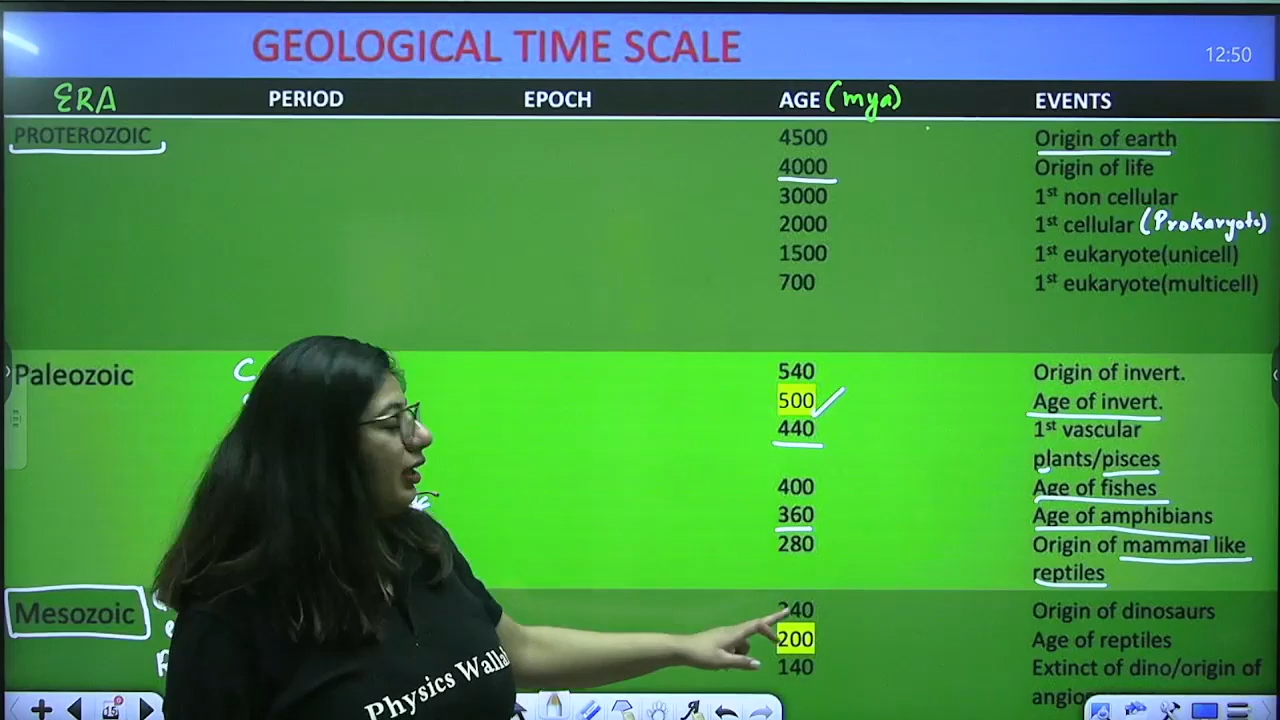 GEOLOGICAL TIME SCALE
12:50
ERA PERIOD EPOCH AGE (mya) EVENTS
PROTEROZOIC 4500 Origin of earth
4000 Origin of life
3000 1st non cellular
2000 1st cellular (Prokaryote)
1500 1st eukaryote(unicell)
700 1st eukaryote(multicell)
Paleozoic C 540 Origin of invert.
500 Age of invert.
440 1st vascular
plants/pisces
400 Age of fishes
360 Age of amphibians
280 Origin of mammal like
reptiles
Mesozoic 240 Origin of dinosaurs
200 Age of reptiles
140 Extinct of dino/origin of
Physics Wallah
15